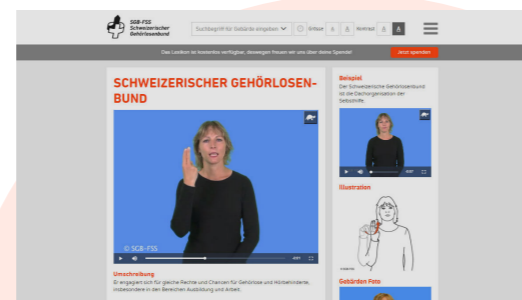 SGB-FSS
Schweizerischer
Gehörlosenbund
Suchbegriff für Gebärde eingeben
Grösse A A Kontrast A A
Das Lexikon ist kostenlos verfügbar, deswegen freuen wir uns über deine Spende!
Jetzt spenden
SCHWEIZERISCHER GEHÖRLOSEN-
BUND
© SGB-FSS
Umschreibung
Er engagiert sich für gleiche Rechte und Chancen für Gehörlose und Hörbehinderte,
insbesondere in den Bereichen Ausbildung und Arbeit.
Beispiel
Der Schweizerische Gehörlosenbund
ist die Dachorganisation der
Selbsthilfe.
Illustration
Gebärden Foto